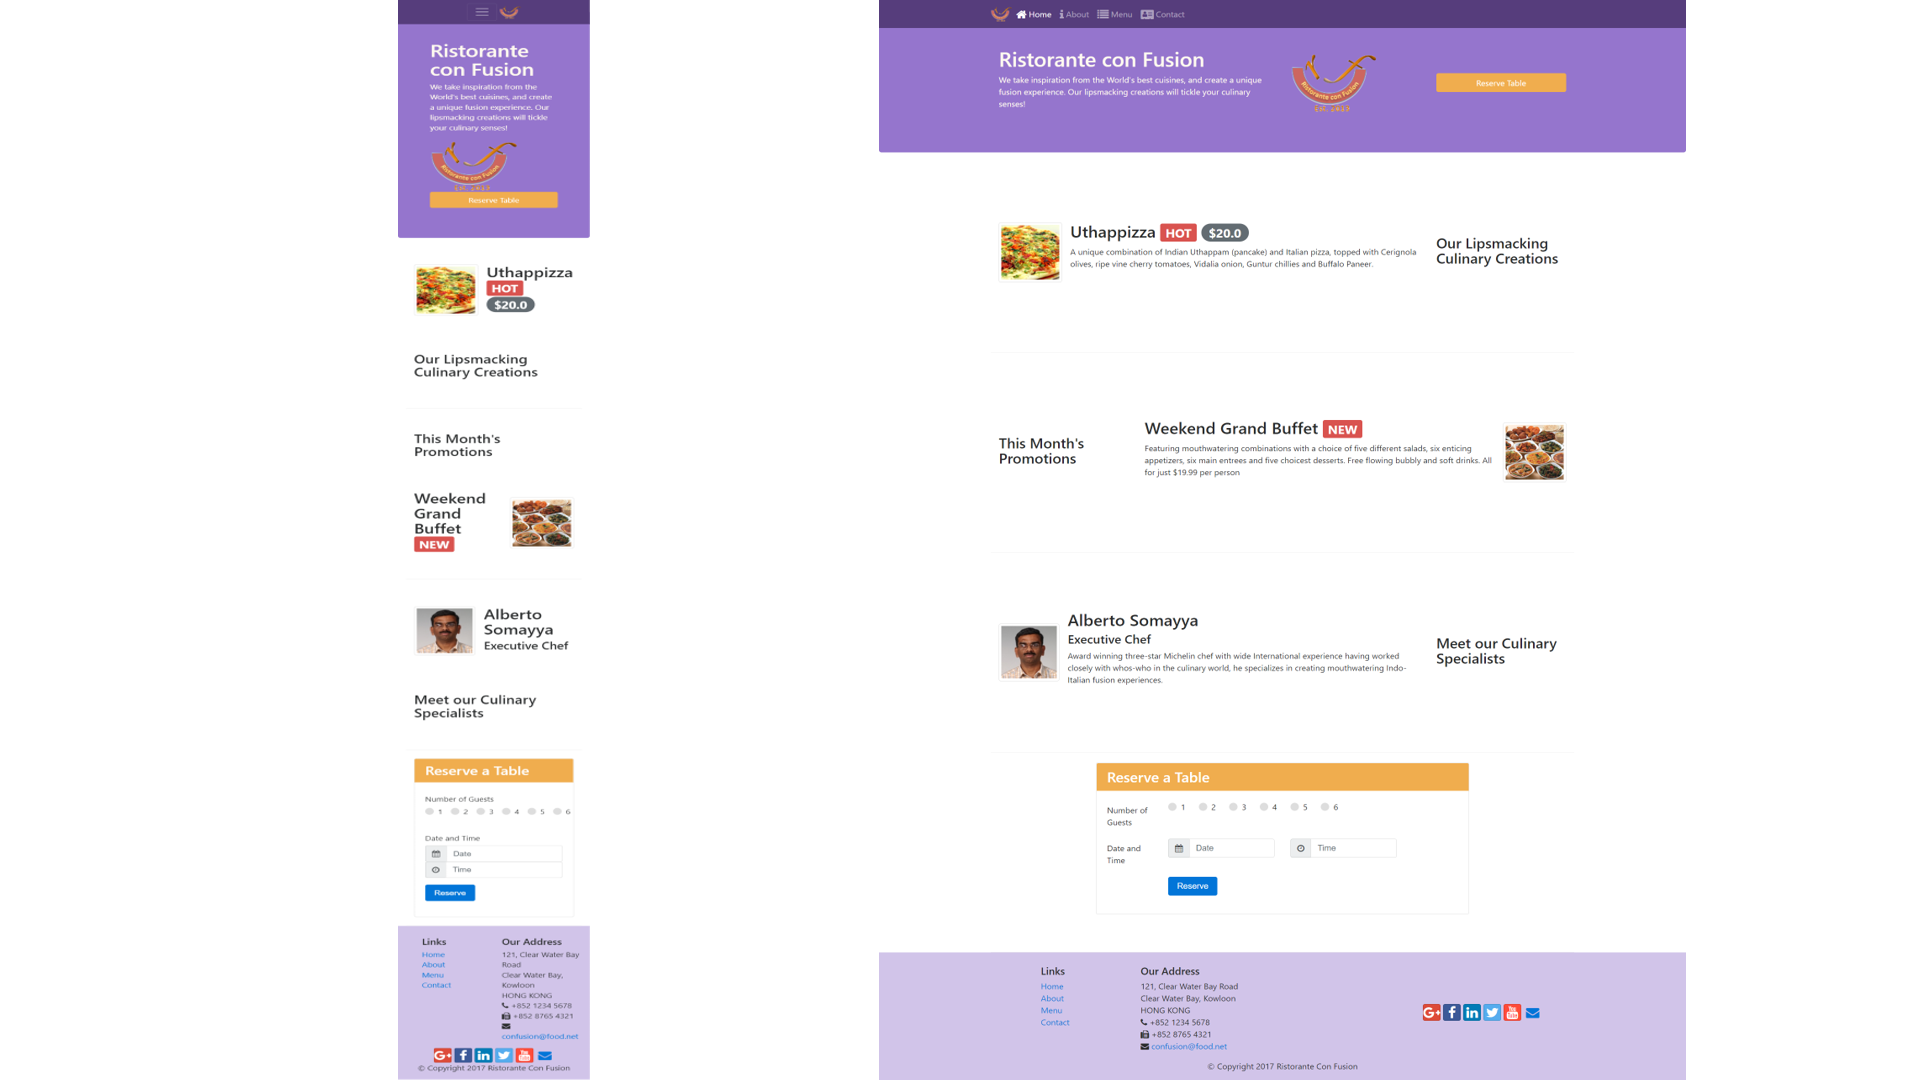 Ristorante
con Fusion
We take inspiration from the
World's best cuisines, and create
a unique fusion experience. Our
lipsmacking creations will tickle
your culinary senses!
Ristorante con Fusion
Est. 2023
Reserve Table
Uthappizza
HOT
$20.0
Our Lipsmacking
Culinary Creations
This Month's
Promotions
Weekend
Grand
Buffet
NEW
Alberto
Somayya
Executive Chef
Meet our Culinary
Specialists
Reserve a Table
Number of Guests
1 2 3 4 5 6
Date and Time
Date
Time
Reserve
Links
Home
About
Menu
Contact
Our Address
121, Clear Water Bay
Road
Clear Water Bay,
Kowloon
HONG KONG
+852 1234 5678
+852 8765 4321
confusion@food.net
G+ f in You
© Copyright 2017 Ristorante Con Fusion
Home About Menu Contact
Ristorante con Fusion
We take inspiration from the World's best cuisines, and create a unique
fusion experience. Our lipsmacking creations will tickle your culinary
senses!
Ristorante con Fusion
Est. 2023
Reserve Table
Uthappizza HOT $20.0
A unique combination of Indian Uthappam (pancake) and Italian pizza, topped with Cerignola
olives, ripe vine cherry tomatoes, Vidalia onion, Guntur chillies and Buffalo Paneer.
Our Lipsmacking
Culinary Creations
This Month's
Promotions
Weekend Grand Buffet NEW
Featuring mouthwatering combinations with a choice of five different salads, six enticing
appetizers, six main entrees and five choicest desserts. Free flowing bubbly and soft drinks. All
for just $19.99 per person
Alberto Somayya
Executive Chef
Award winning three-star Michelin chef with wide International experience having worked
closely with whos-who in the culinary world, he specializes in creating mouthwatering Indo-
Italian fusion experiences.
Meet our Culinary
Specialists
Reserve a Table
Number of
Guests
1 2 3 4 5 6
Date and
Time
Date
Time
Reserve
Links
Home
About
Menu
Contact
Our Address
121, Clear Water Bay Road
Clear Water Bay, Kowloon
HONG KONG
+852 1234 5678
+852 8765 4321
confusion@food.net
G+ f in You
© Copyright 2017 Ristorante Con Fusion